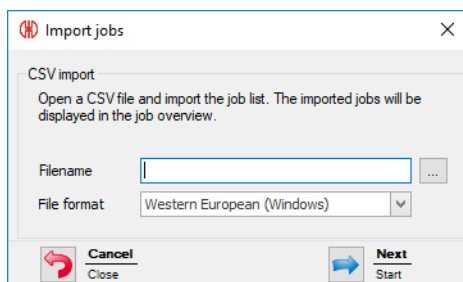 Import jobs
CSV import
Open a CSV file and import the job list. The imported jobs will be
displayed in the job overview.
Filename
...
File format
Western European (Windows)
Cancel
Close
Next
Start